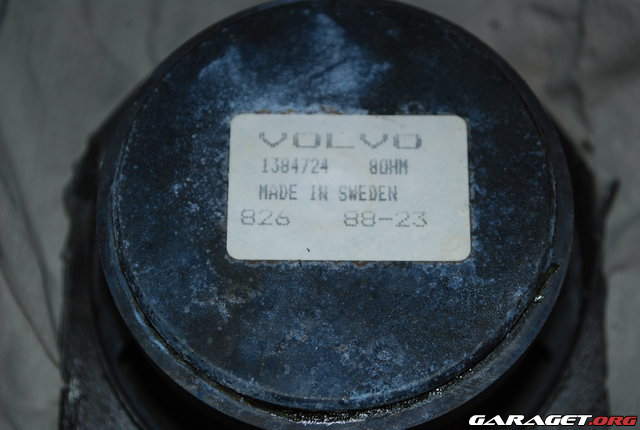 VOLVO
1384724 8OHM
MADE IN SWEDEN
826 88-23
GARAGET.ORG